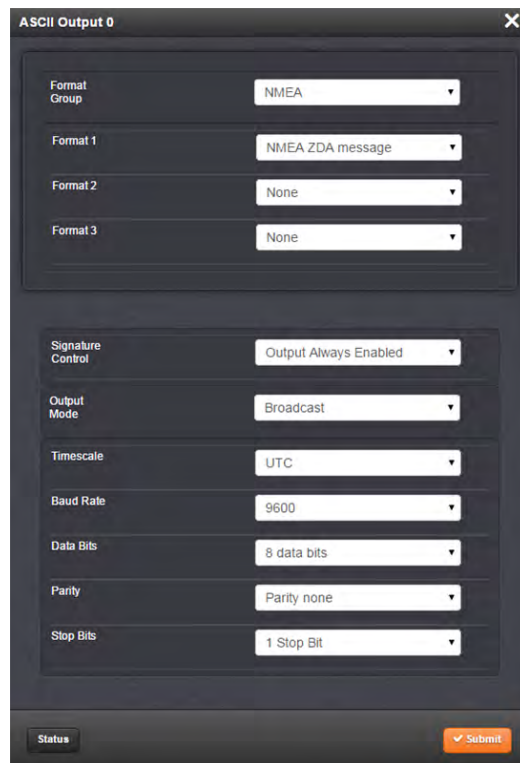 ASCII Output 0
Format
Group
NMEA
Format 1
NMEA ZDA message
Format 2
None
Format 3
None
Signature
Control
Output Always Enabled
Output
Mode
Broadcast
Timescale
UTC
Baud Rate
9600
Data Bits
8 data bits
Parity
Parity none
Stop Bits
1 Stop Bit
Status
Submit